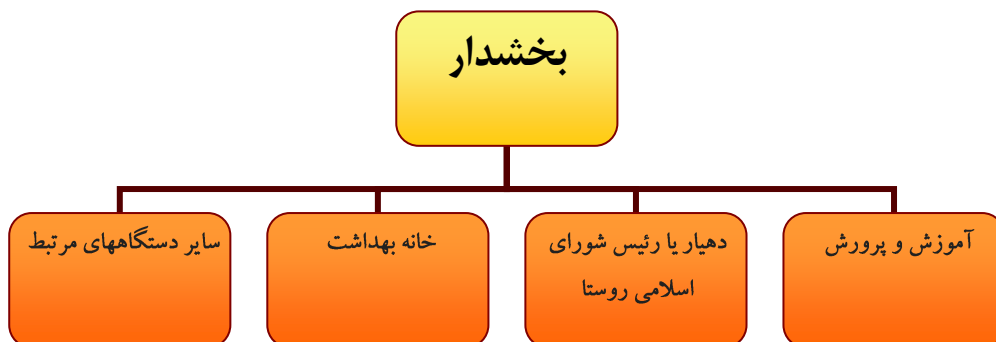 بخشدار
آموزش و پرورش
دهیار یا رئیس شورای
اسلامی روستا
خانه بهداشت
سایر دستگاههای مرتبط